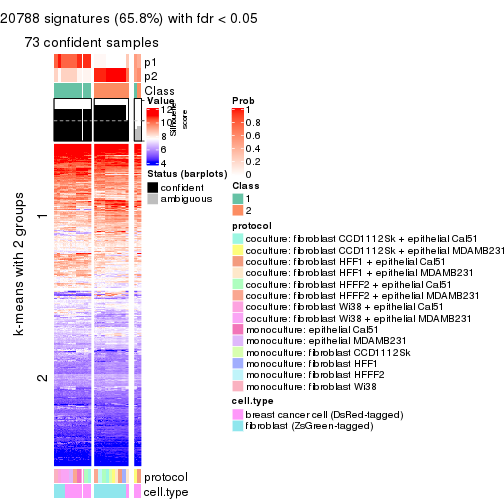 20788 signatures (65.8%) with fdr < 0.05
73 confident samples
p1
p2
Class
Silhouette
score
k-means with 2 groups
1
2
protocol
cell.type
Value
12
10
8
6
4
Status (barplots)
confident
ambiguous
Prob
1
0.8
0.6
0.4
0.2
0
Class
1
2
protocol
coculture: fibroblast CCD1112Sk + epithelial Cal51
coculture: fibroblast CCD1112Sk + epithelial MDAMB231
coculture: fibroblast HFF1 + epithelial Cal51
coculture: fibroblast HFF1 + epithelial MDAMB231
coculture: fibroblast HFFF2 + epithelial Cal51
coculture: fibroblast HFFF2 + epithelial MDAMB231
coculture: fibroblast Wi38 + epithelial Cal51
coculture: fibroblast Wi38 + epithelial MDAMB231
monoculture: epithelial Cal51
monoculture: epithelial MDAMB231
monoculture: fibroblast CCD1112Sk
monoculture: fibroblast HFF1
monoculture: fibroblast HFFF2
monoculture: fibroblast Wi38
cell.type
breast cancer cell (DsRed-tagged)
fibroblast (ZsGreen-tagged)